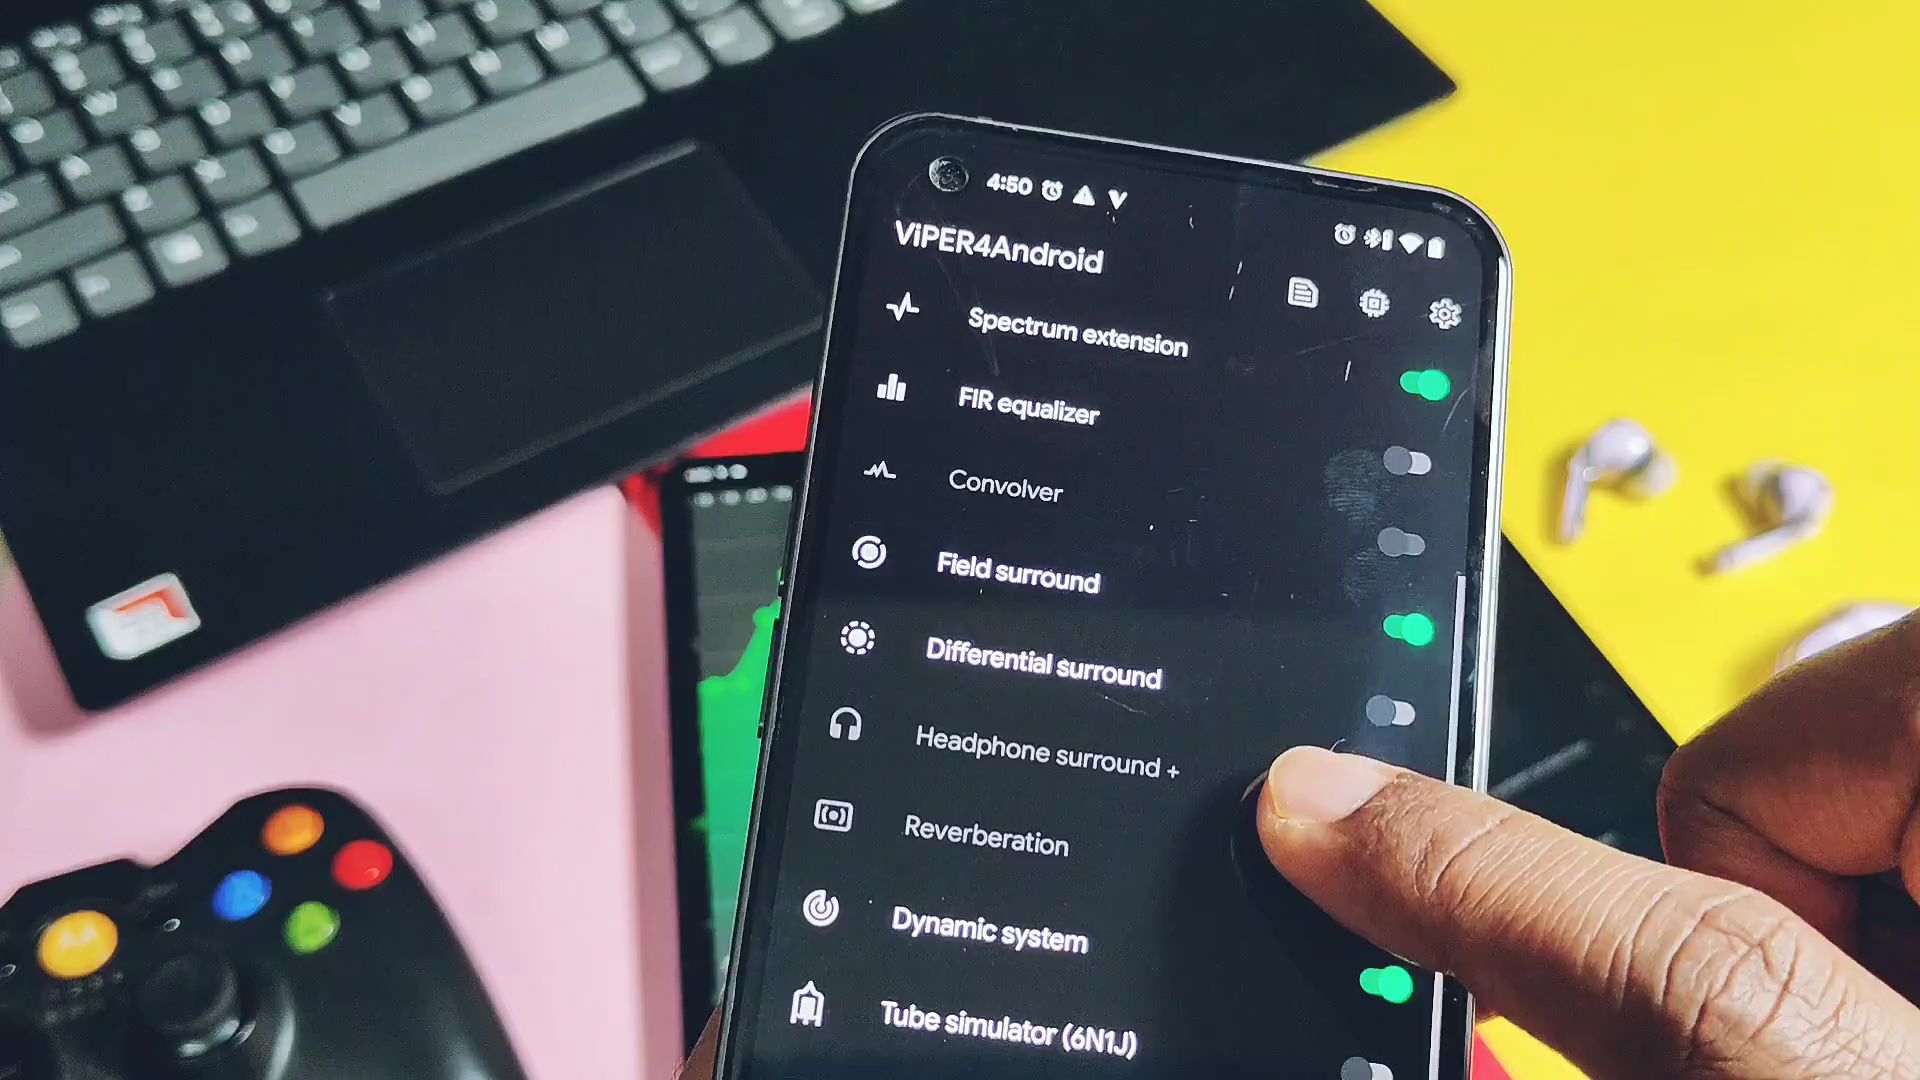 4:50
ViPER4Android
Spectrum extension
FIR equalizer
Convolver
Field surround
Differential surround
Headphone surround +
Reverberation
Dynamic system
Tube simulator (6N1J)